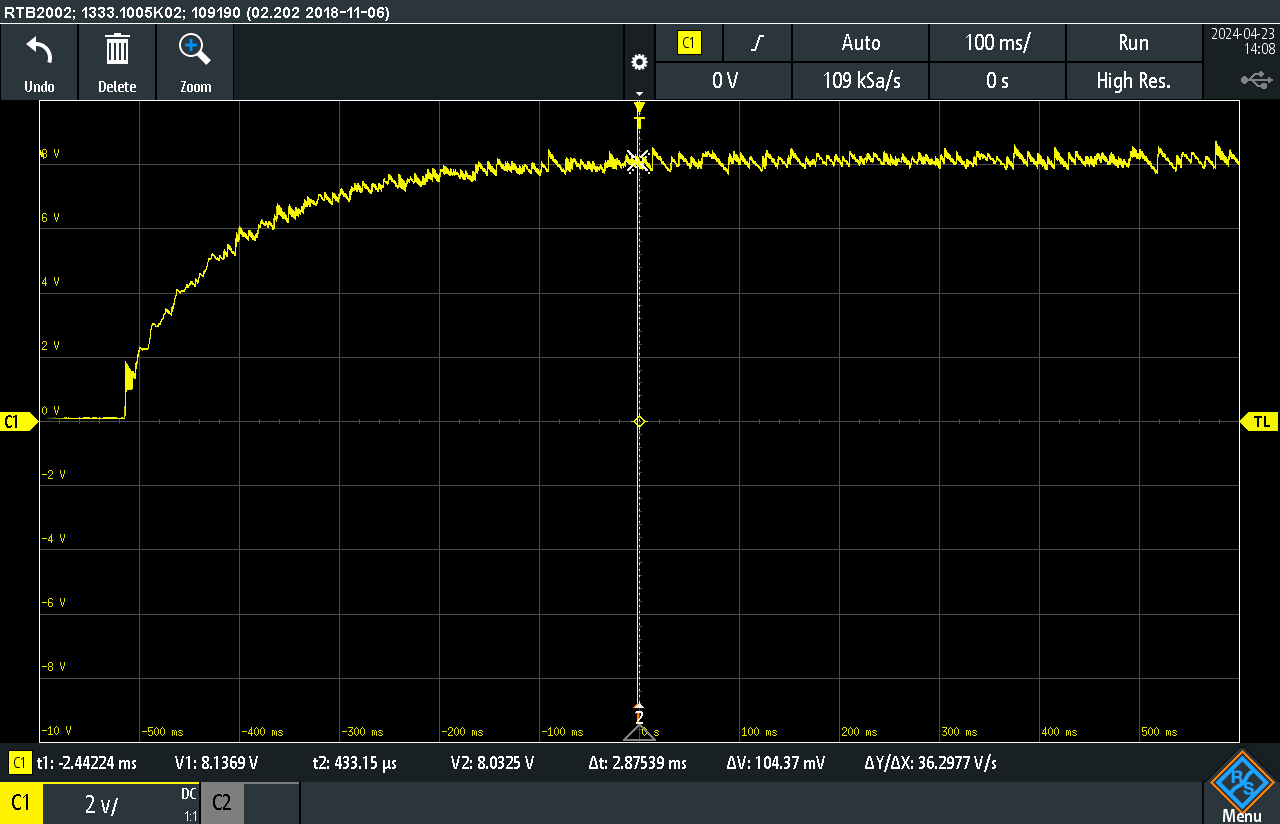 RTB2002; 1333.1005K02; 109190 (02.202 2018-11-06)
Undo
Delete
Zoom
C1 Auto 100 ms/ Run
0 V 109 kSa/s 0 s High Res.
2024-04-23
14:08
T
8 V
6 V
4 V
2 V
0 V
C1
TL
-2 V
-4 V
-6 V
-8 V
-10 V
2
-500 ms -400 ms -300 ms -200 ms -100 ms 0 s 100 ms 200 ms 300 ms 400 ms 500 ms
C1 t1: -2.44224 ms V1: 8.1369 V t2: 433.15 µs V2: 8.0325 V Δt: 2.87539 ms ΔV: 104.37 mV ΔY/ΔX: 36.2977 V/s
C1 2 V/ DC
1:1
C2
R
S
Menu